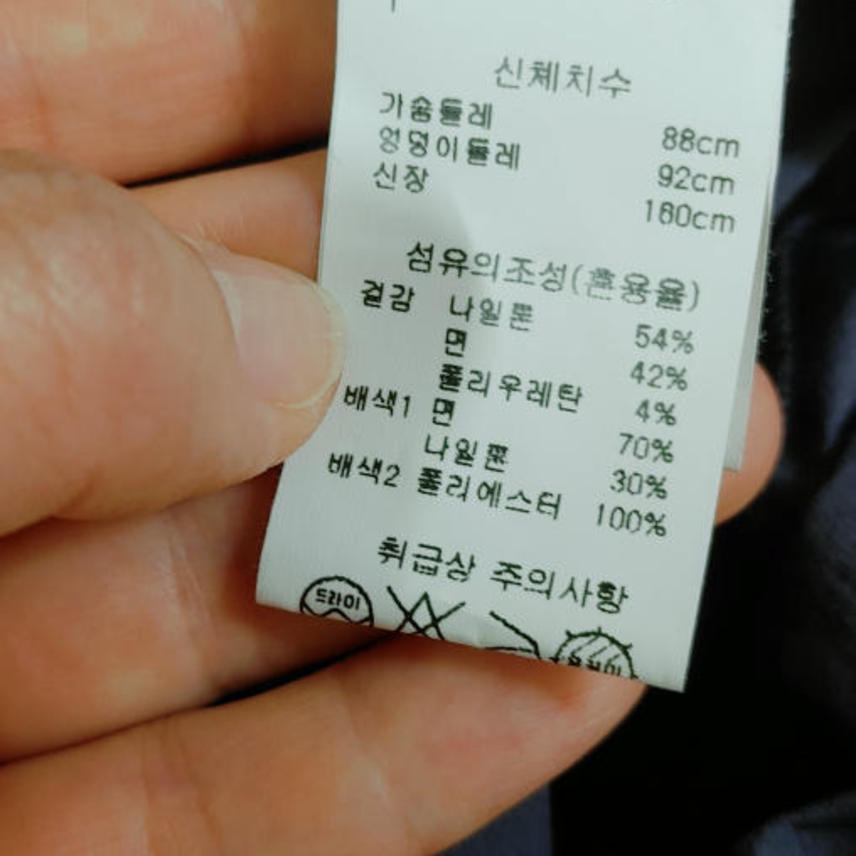 신체치수
가슴둘레 88cm
엉덩이둘레 92cm
신장 160cm
섬유의조성(혼용율)
겉감 나일론 54%
면 42%
폴리우레탄 4%
배색1 면 70%
나일론 30%
배색2 폴리에스터 100%
취급상 주의사항
드라이